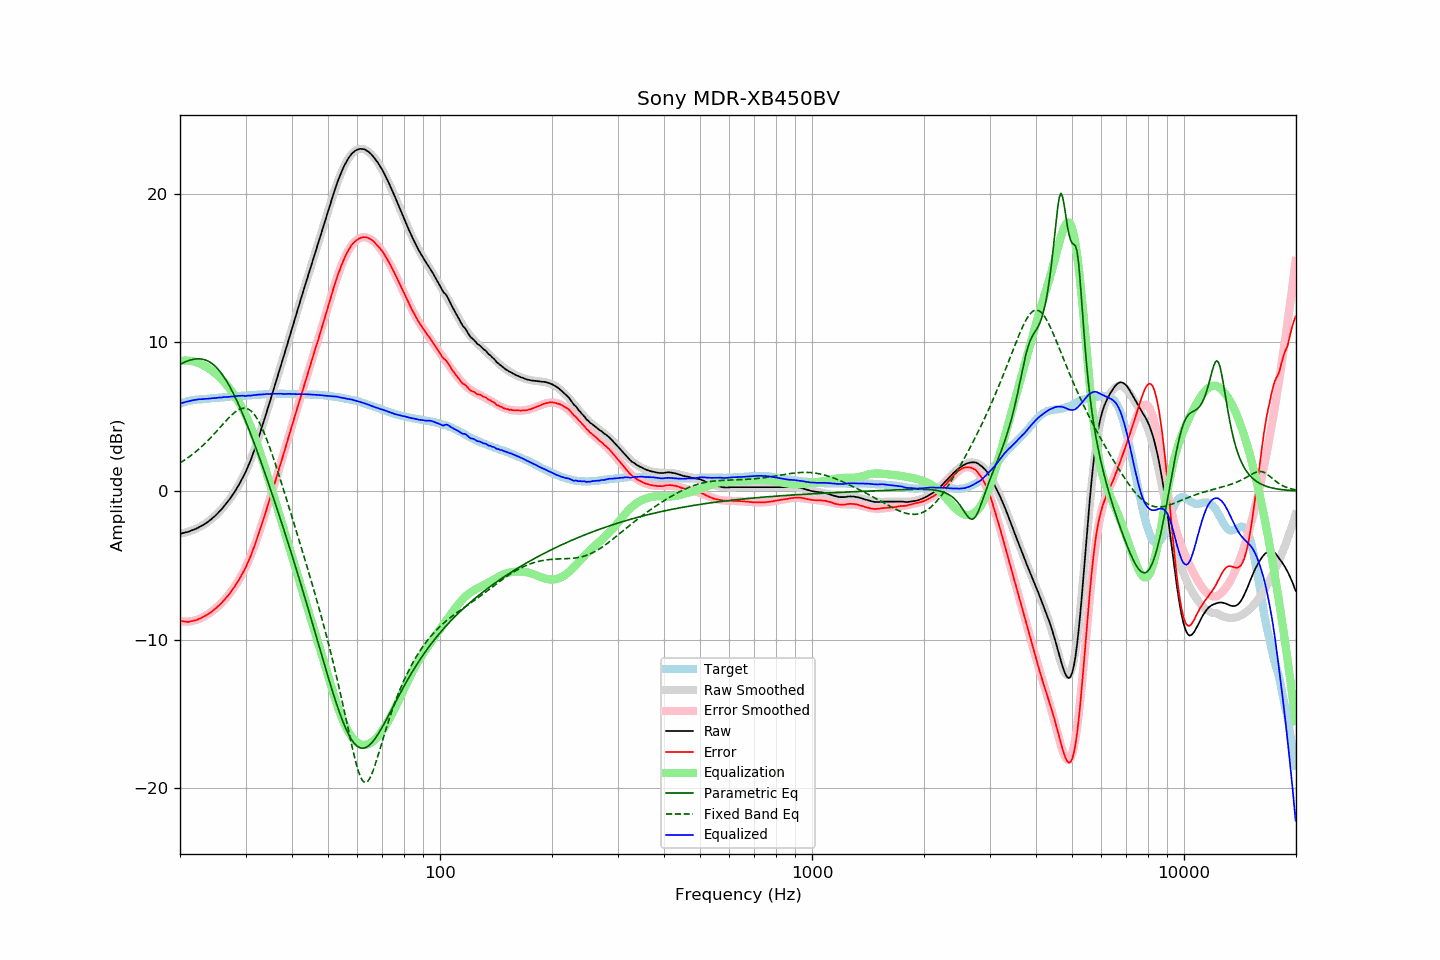 Sony MDR-XB450BV
Amplitude (dBr)
20
10
0
−10
−20
Target
Raw Smoothed
Error Smoothed
Raw
Error
Equalization
Parametric Eq
Fixed Band Eq
Equalized
100
1000
10000
Frequency (Hz)